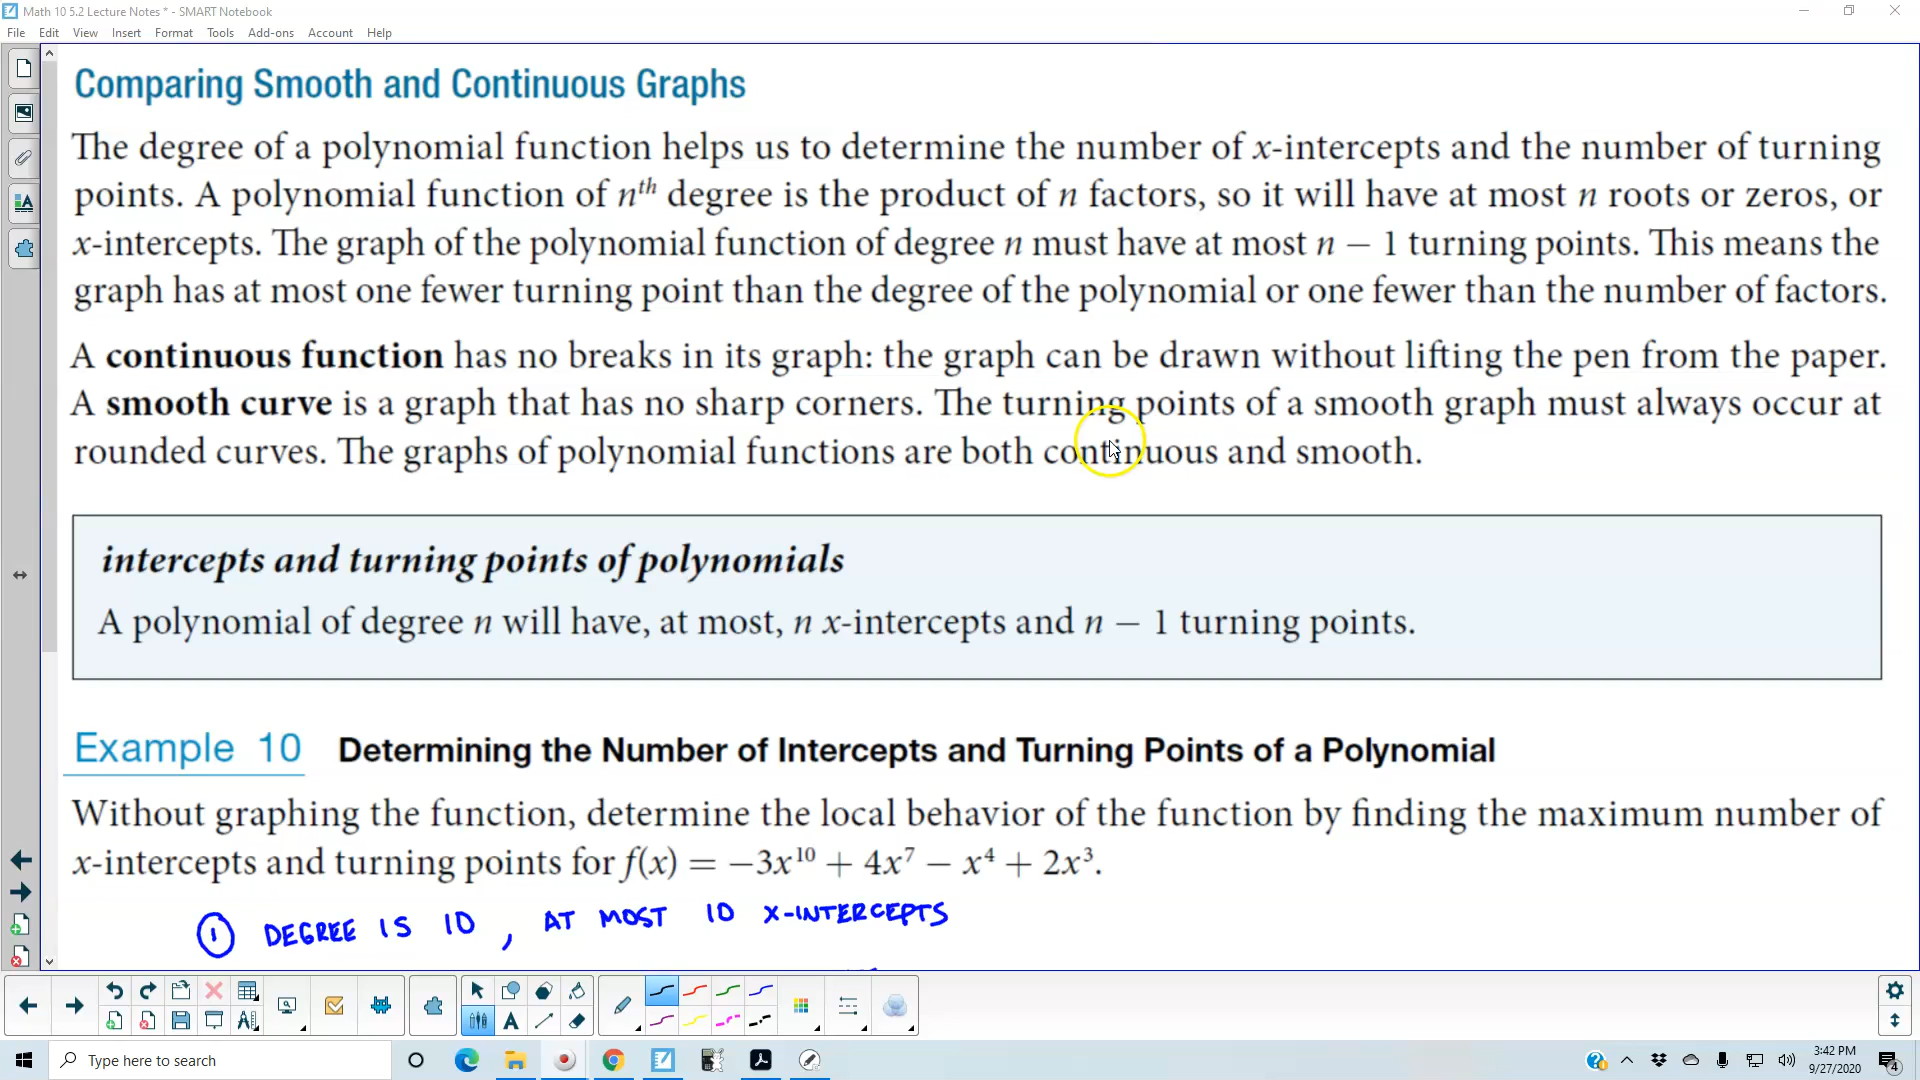 Math 10 5.2 Lecture Notes * - SMART Notebook
File Edit View Insert Format Tools Add-ons Account Help
Comparing Smooth and Continuous Graphs
The degree of a polynomial function helps us to determine the number of x-intercepts and the number of turning
points. A polynomial function of nᵗʰ degree is the product of n factors, so it will have at most n roots or zeros, or
x-intercepts. The graph of the polynomial function of degree n must have at most n − 1 turning points. This means the
graph has at most one fewer turning point than the degree of the polynomial or one fewer than the number of factors.
A continuous function has no breaks in its graph: the graph can be drawn without lifting the pen from the paper.
A smooth curve is a graph that has no sharp corners. The turning points of a smooth graph must always occur at
rounded curves. The graphs of polynomial functions are both continuous and smooth.
intercepts and turning points of polynomials
A polynomial of degree n will have, at most, n x-intercepts and n − 1 turning points.
Example 10 Determining the Number of Intercepts and Turning Points of a Polynomial
Without graphing the function, determine the local behavior of the function by finding the maximum number of
x-intercepts and turning points for f(x) = −3x¹⁰ + 4x⁷ − x⁴ + 2x³.
① DEGREE IS 10, AT MOST 10 X-INTERCEPTS
Type here to search
3:42 PM
9/27/2020
4